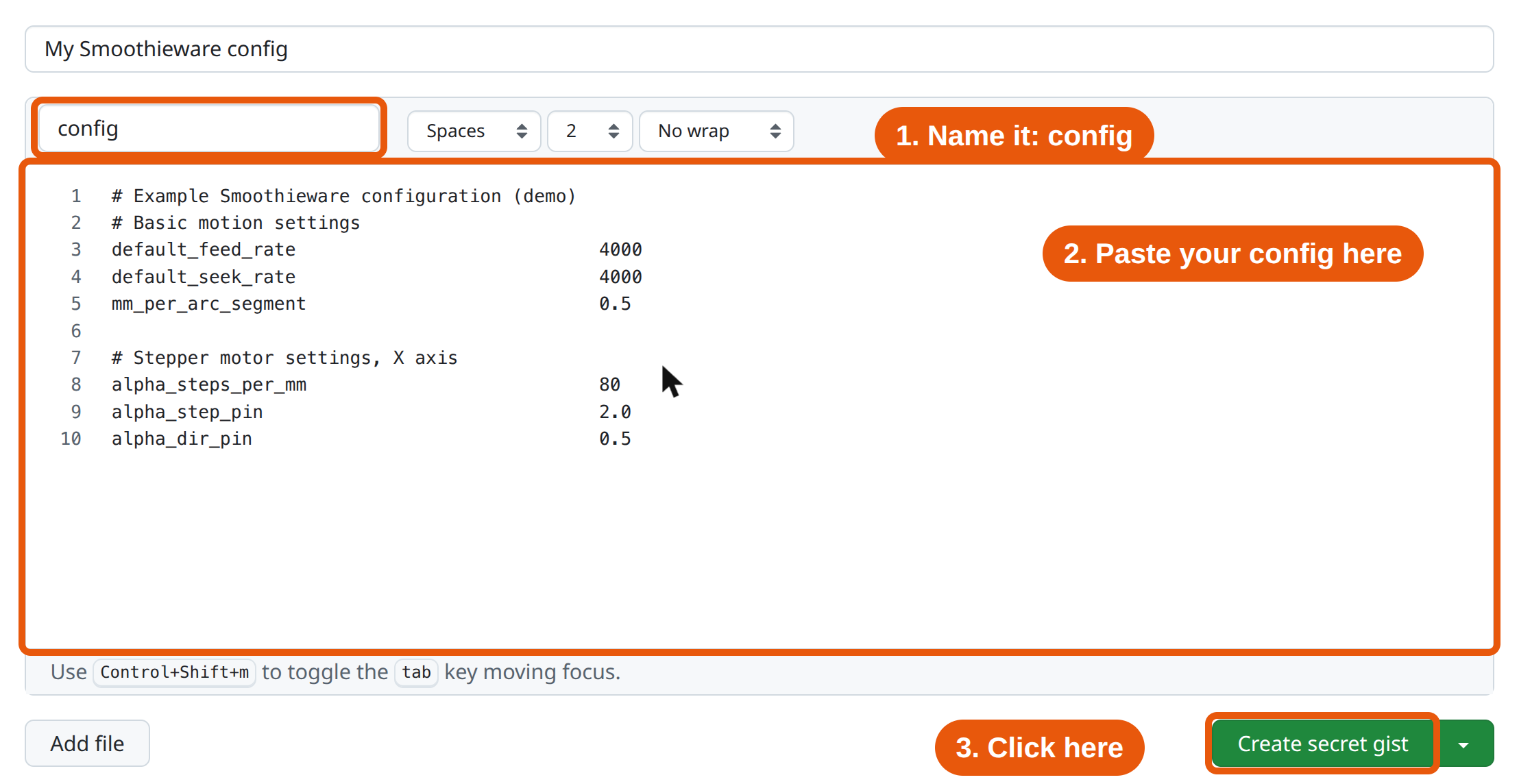 My Smoothieware config
config
Spaces 2 No wrap
1. Name it: config
1 # Example Smoothieware configuration (demo)
2 # Basic motion settings
3 default_feed_rate 4000
4 default_seek_rate 4000
5 mm_per_arc_segment 0.5
6
7 # Stepper motor settings, X axis
8 alpha_steps_per_mm 80
9 alpha_step_pin 2.0
10 alpha_dir_pin 0.5
2. Paste your config here
Use Control+Shift+m to toggle the tab key moving focus.
Add file
3. Click here
Create secret gist